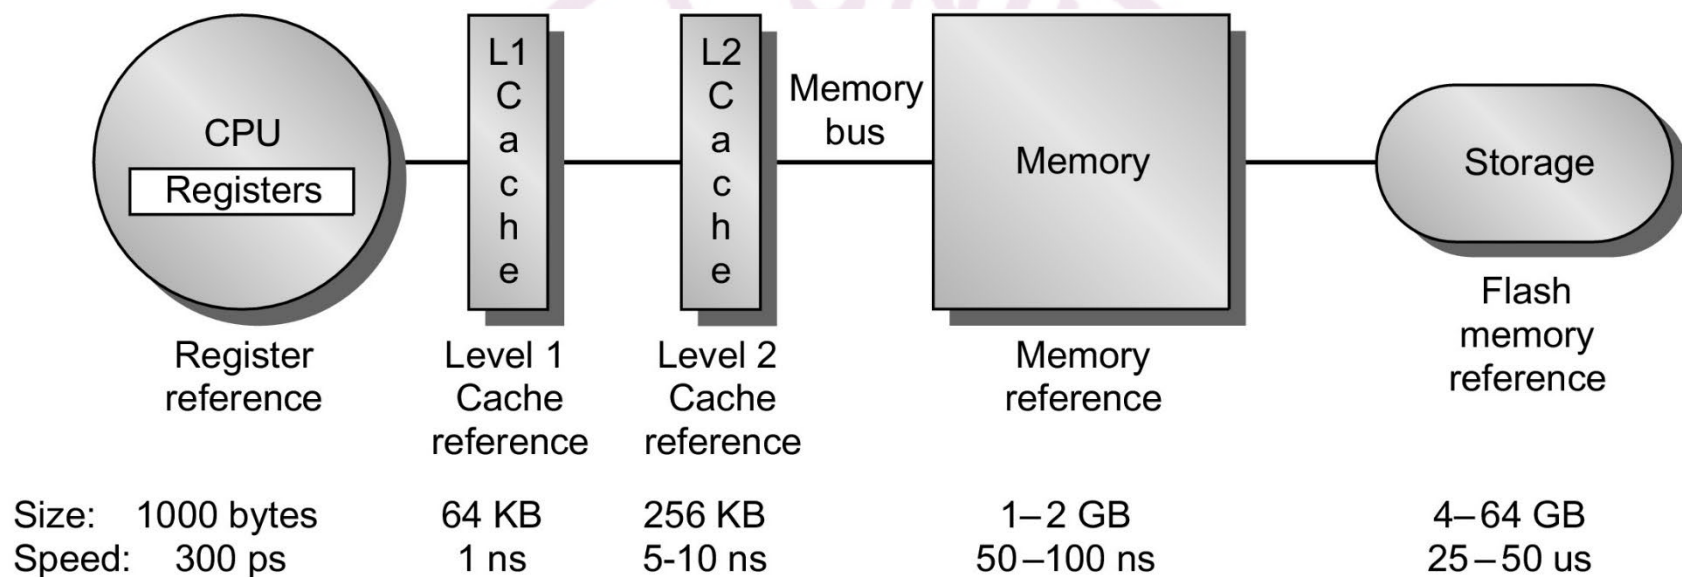 CPU
Registers
L1
C
a
c
h
e
L2
C
a
c
h
e
Memory
bus
Memory
Storage
Register
reference
Level 1
Cache
reference
Level 2
Cache
reference
Memory
reference
Flash
memory
reference
Size: 1000 bytes 64 KB 256 KB 1–2 GB 4–64 GB
Speed: 300 ps 1 ns 5-10 ns 50–100 ns 25–50 us